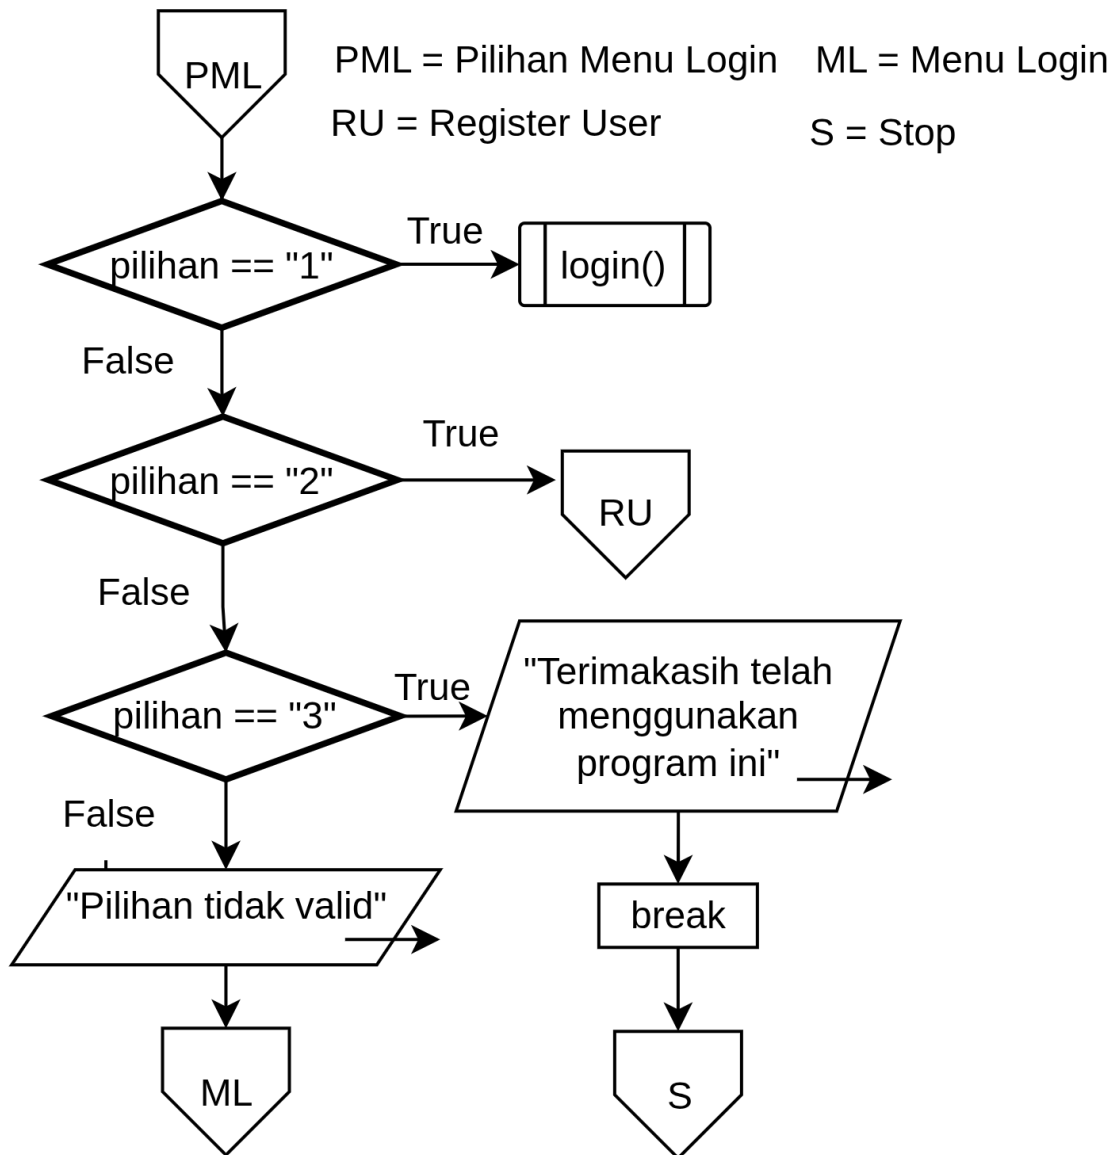 PML
PML = Pilihan Menu Login
ML = Menu Login
RU = Register User
S = Stop
True
pilihan == "1"
login()
False
True
pilihan == "2"
RU
False
True
pilihan == "3"
"Terimakasih telah
menggunakan
program ini"
False
"Pilihan tidak valid"
break
ML
S